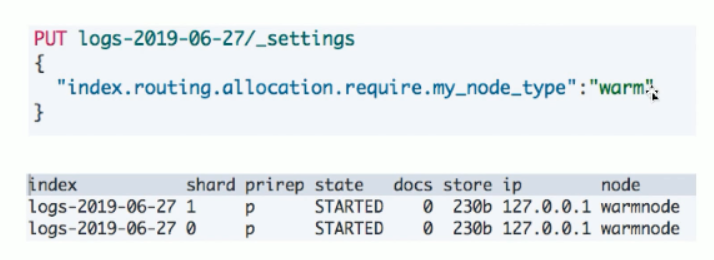 PUT logs-2019-06-27/_settings
{
"index.routing.allocation.require.my_node_type":"warm"
}
index shard prirep state docs store ip node
logs-2019-06-27 1 p STARTED 0 230b 127.0.0.1 warmnode
logs-2019-06-27 0 p STARTED 0 230b 127.0.0.1 warmnode